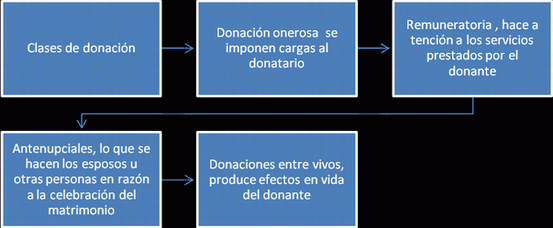 Clases de donación
Donación onerosa se
imponen cargas al
donatario
Remuneratoria , hace a
tención a los servicios
prestados por el
donante
Antenupciales, lo que se
hacen los esposos u
otras personas en razón
a la celebración del
matrimonio
Donaciones entre vivos,
produce efectos en vida
del donante